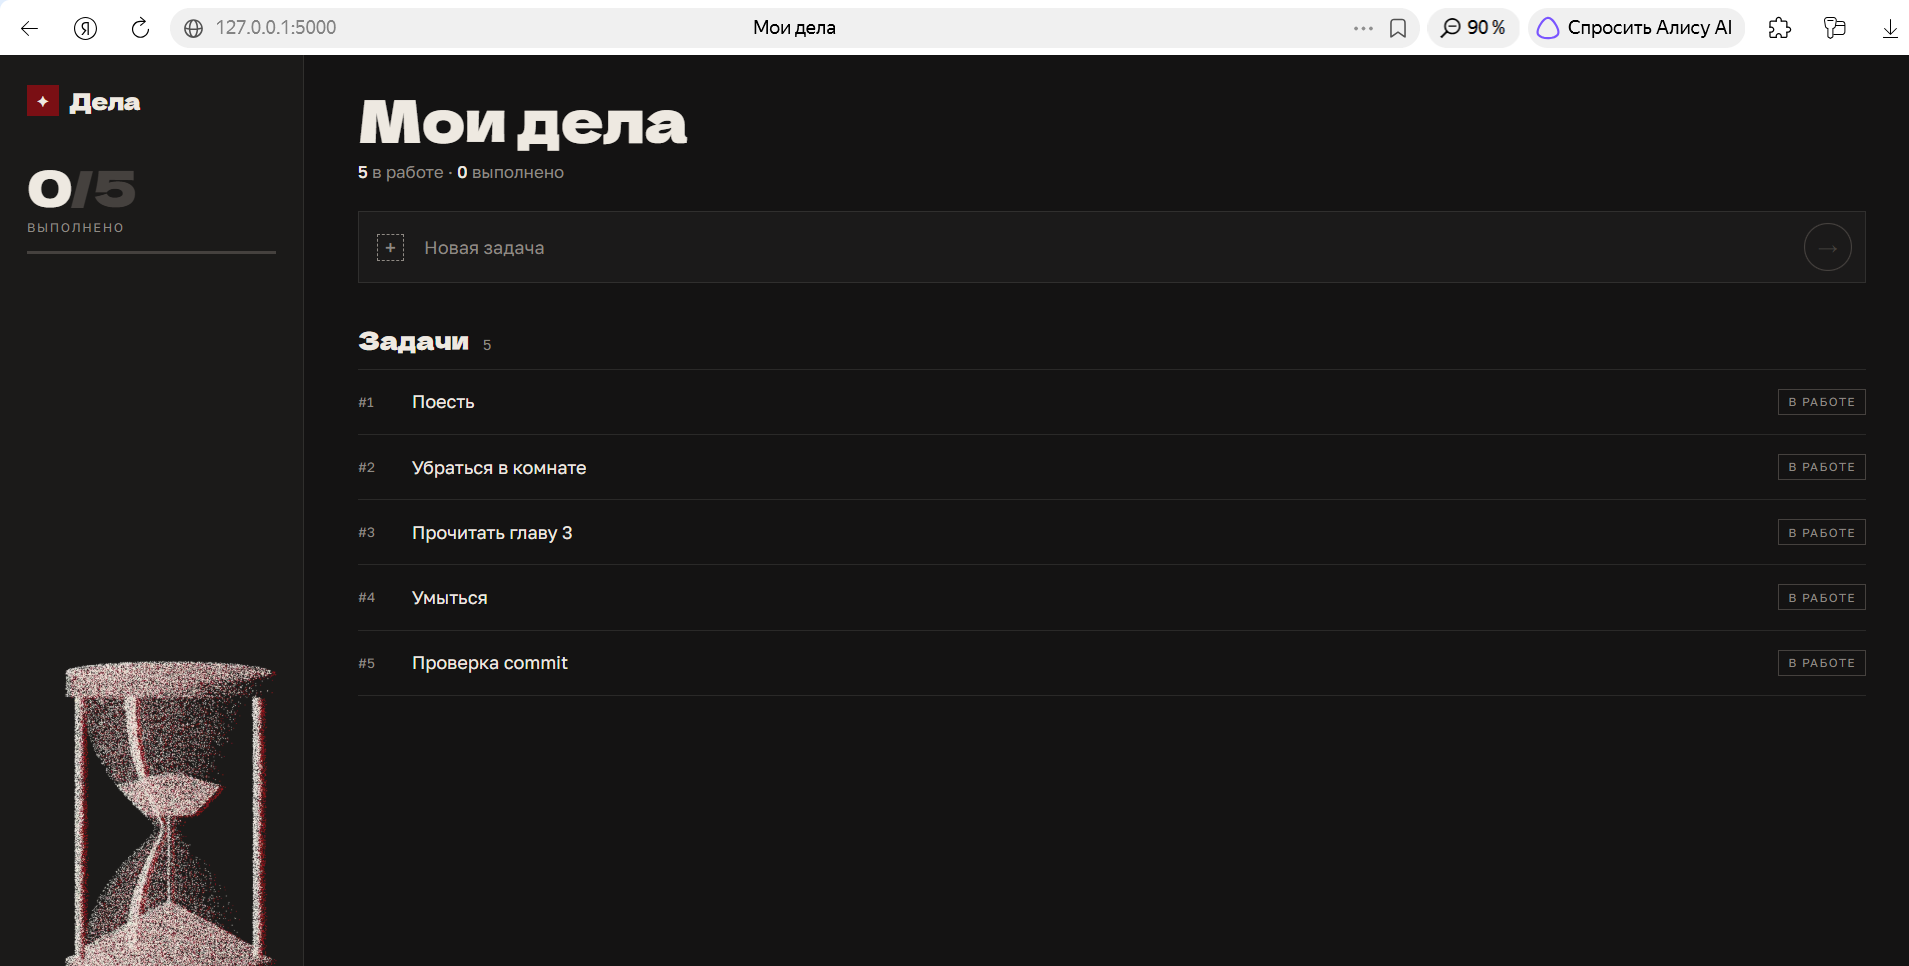 127.0.0.1:5000
Мои дела
90 %
Спросить Алису AI
Дела
0/5
ВЫПОЛНЕНО
Мои дела
5 в работе · 0 выполнено
+ Новая задача →
Задачи 5
#1 Поесть В РАБОТЕ
#2 Убраться в комнате В РАБОТЕ
#3 Прочитать главу 3 В РАБОТЕ
#4 Умыться В РАБОТЕ
#5 Проверка commit В РАБОТЕ